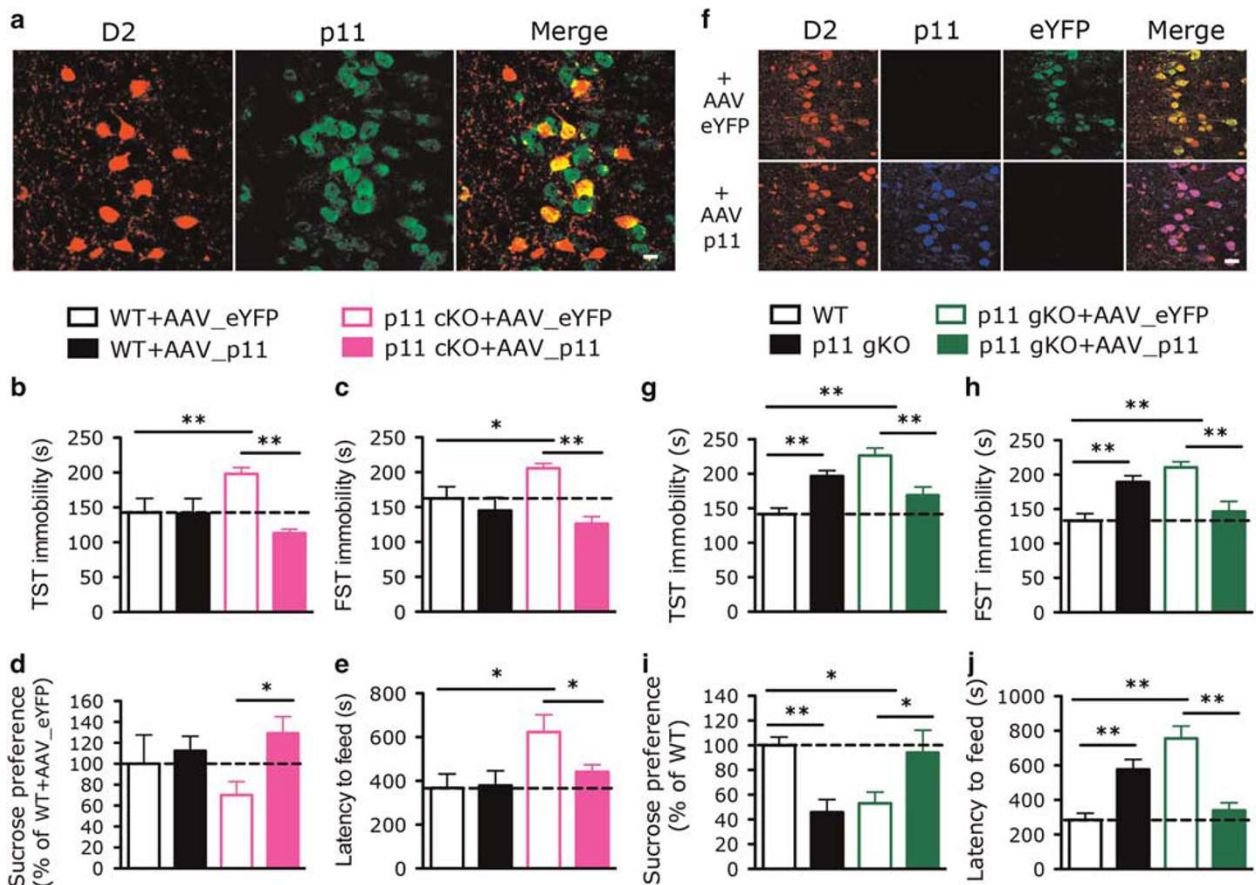 a
D2 p11 Merge
WT+AAV_eYFP
p11 cKO+AAV_eYFP
WT+AAV_p11
p11 cKO+AAV_p11
b
TST immobility (s)
250
200
150
100
50
0
**
**
c
FST immobility (s)
250
200
150
100
50
0
*
**
d
Sucrose preference
(% of WT+AAV_eYFP)
160
140
120
100
80
60
40
20
0
*
e
Latency to feed (s)
800
600
400
200
0
*
*
f
D2 p11 eYFP Merge
+
AAV
eYFP
+
AAV
p11
WT
p11 gKO+AAV_eYFP
p11 gKO
p11 gKO+AAV_p11
g
TST immobility (s)
250
200
150
100
50
0
**
**
**
h
FST immobility (s)
250
200
150
100
50
0
**
**
**
i
Sucrose preference
(% of WT)
140
120
100
80
60
40
20
0
*
**
*
j
Latency to feed (s)
1000
800
600
400
200
0
**
**
**